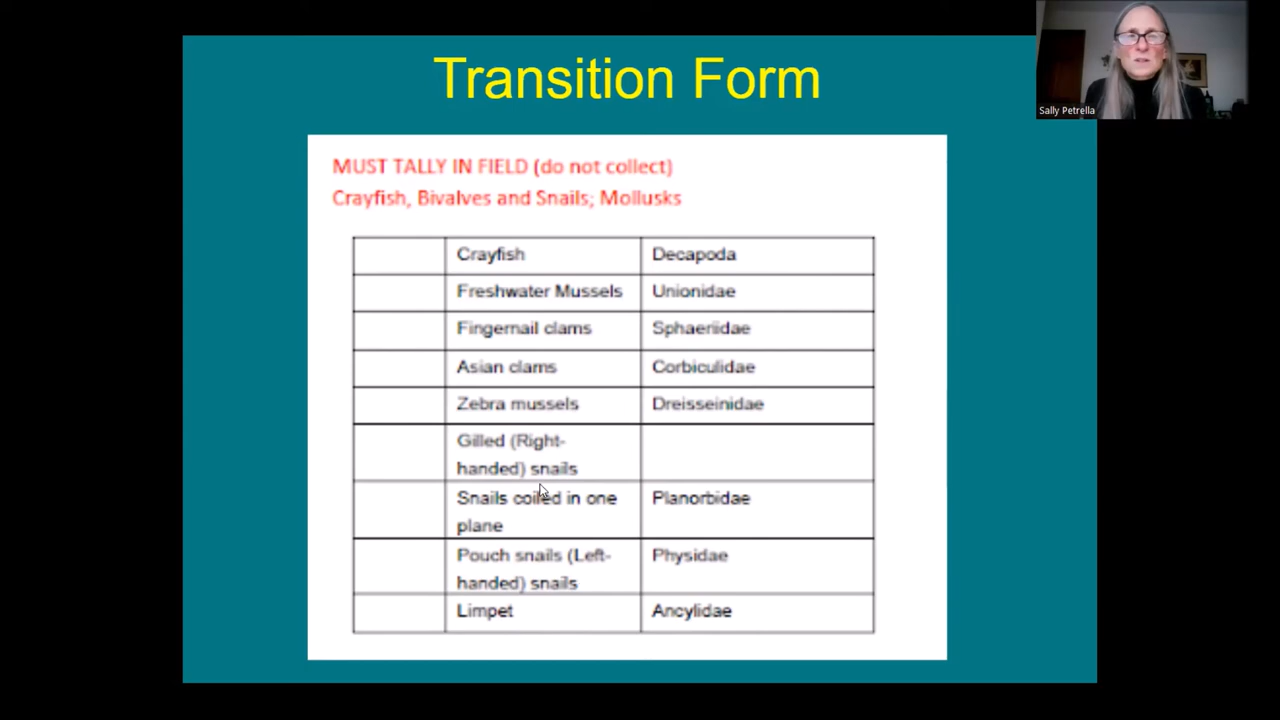 Transition Form
Sally Petrella
MUST TALLY IN FIELD (do not collect)
Crayfish, Bivalves and Snails; Mollusks
Crayfish Decapoda
Freshwater Mussels Unionidae
Fingernail clams Sphaeriidae
Asian clams Corbiculidae
Zebra mussels Dreisseinidae
Gilled (Right-
handed) snails
Snails coiled in one Planorbidae
plane
Pouch snails (Left- Physidae
handed) snails
Limpet Ancylidae